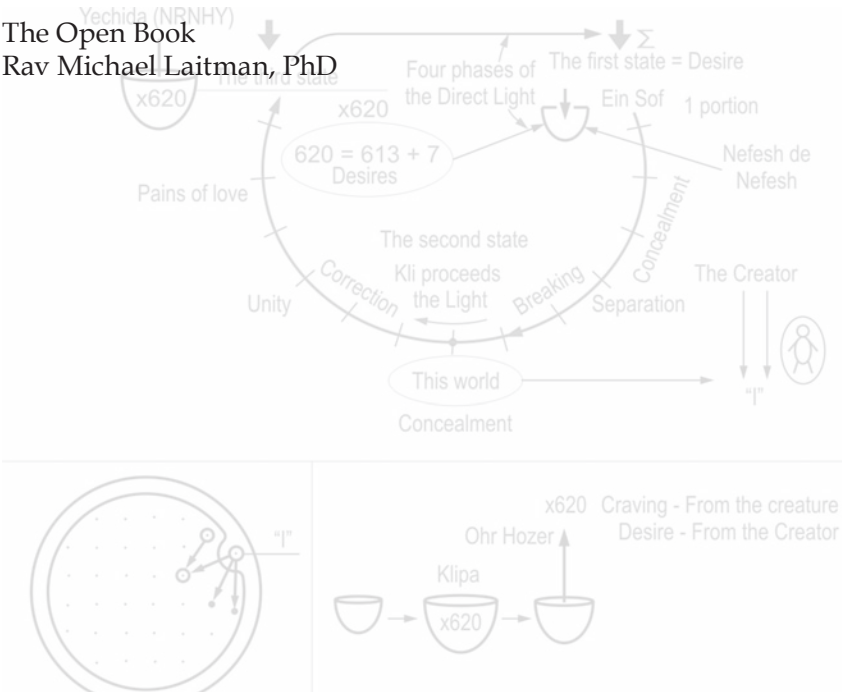 Yechida (NRNHY)
The Open Book
Rav Michael Laitman, PhD
The third state
x620
x620
Four phases of
the Direct Light
Σ
The first state = Desire
Ein Sof
1 portion
620 = 613 + 7
Desires
Nefesh de
Nefesh
Pains of love
Concealment
The second state
Kli proceeds
the Light
Correction
Breaking
Unity
Separation
The Creator
This world
"I"
Concealment
"I"
x620 Craving - From the creature
Desire - From the Creator
Ohr Hozer
Klipa
x620